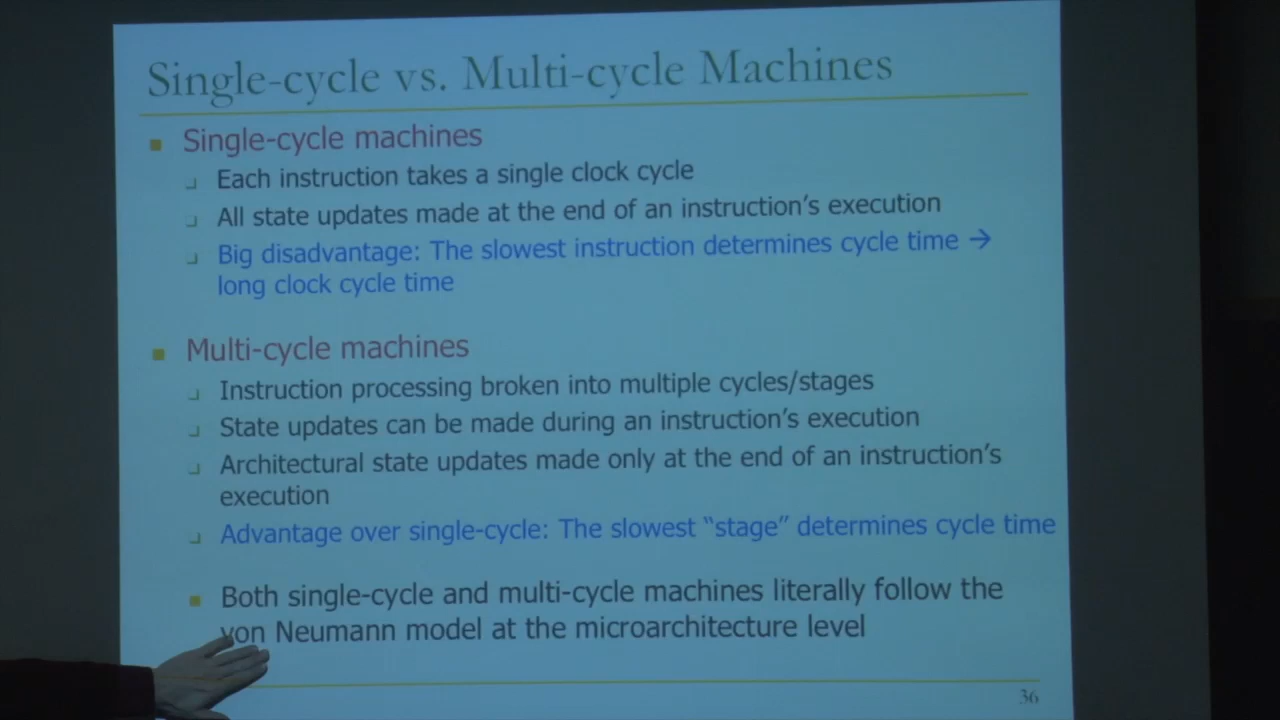 Single-cycle vs. Multi-cycle Machines
Single-cycle machines
Each instruction takes a single clock cycle
All state updates made at the end of an instruction's execution
Big disadvantage: The slowest instruction determines cycle time →
long clock cycle time
Multi-cycle machines
Instruction processing broken into multiple cycles/stages
State updates can be made during an instruction's execution
Architectural state updates made only at the end of an instruction's
execution
Advantage over single-cycle: The slowest “stage” determines cycle time
Both single-cycle and multi-cycle machines literally follow the
von Neumann model at the microarchitecture level
36